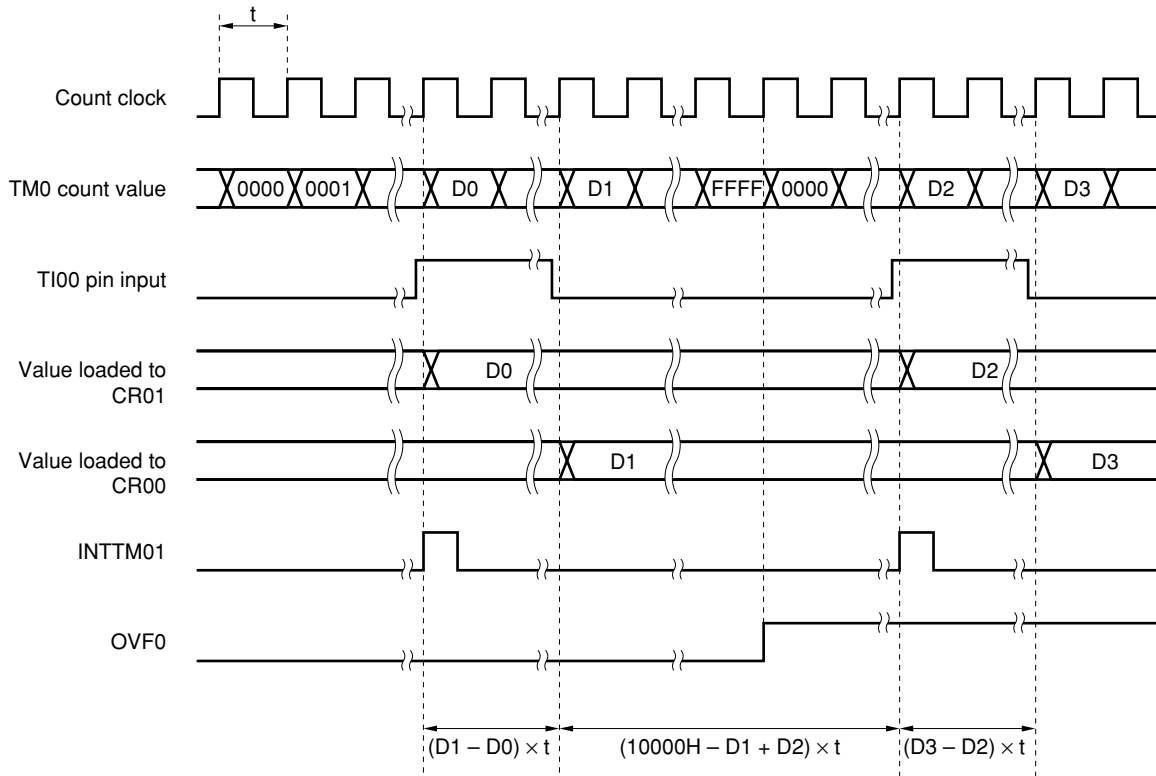 t
Count clock
TM0 count value
0000
0001
D0
D1
FFFF
0000
D2
D3
TI00 pin input
Value loaded to
CR01
D0
D2
Value loaded to
CR00
D1
D3
INTTM01
OVF0
(D1 – D0) × t
(10000H – D1 + D2) × t
(D3 – D2) × t